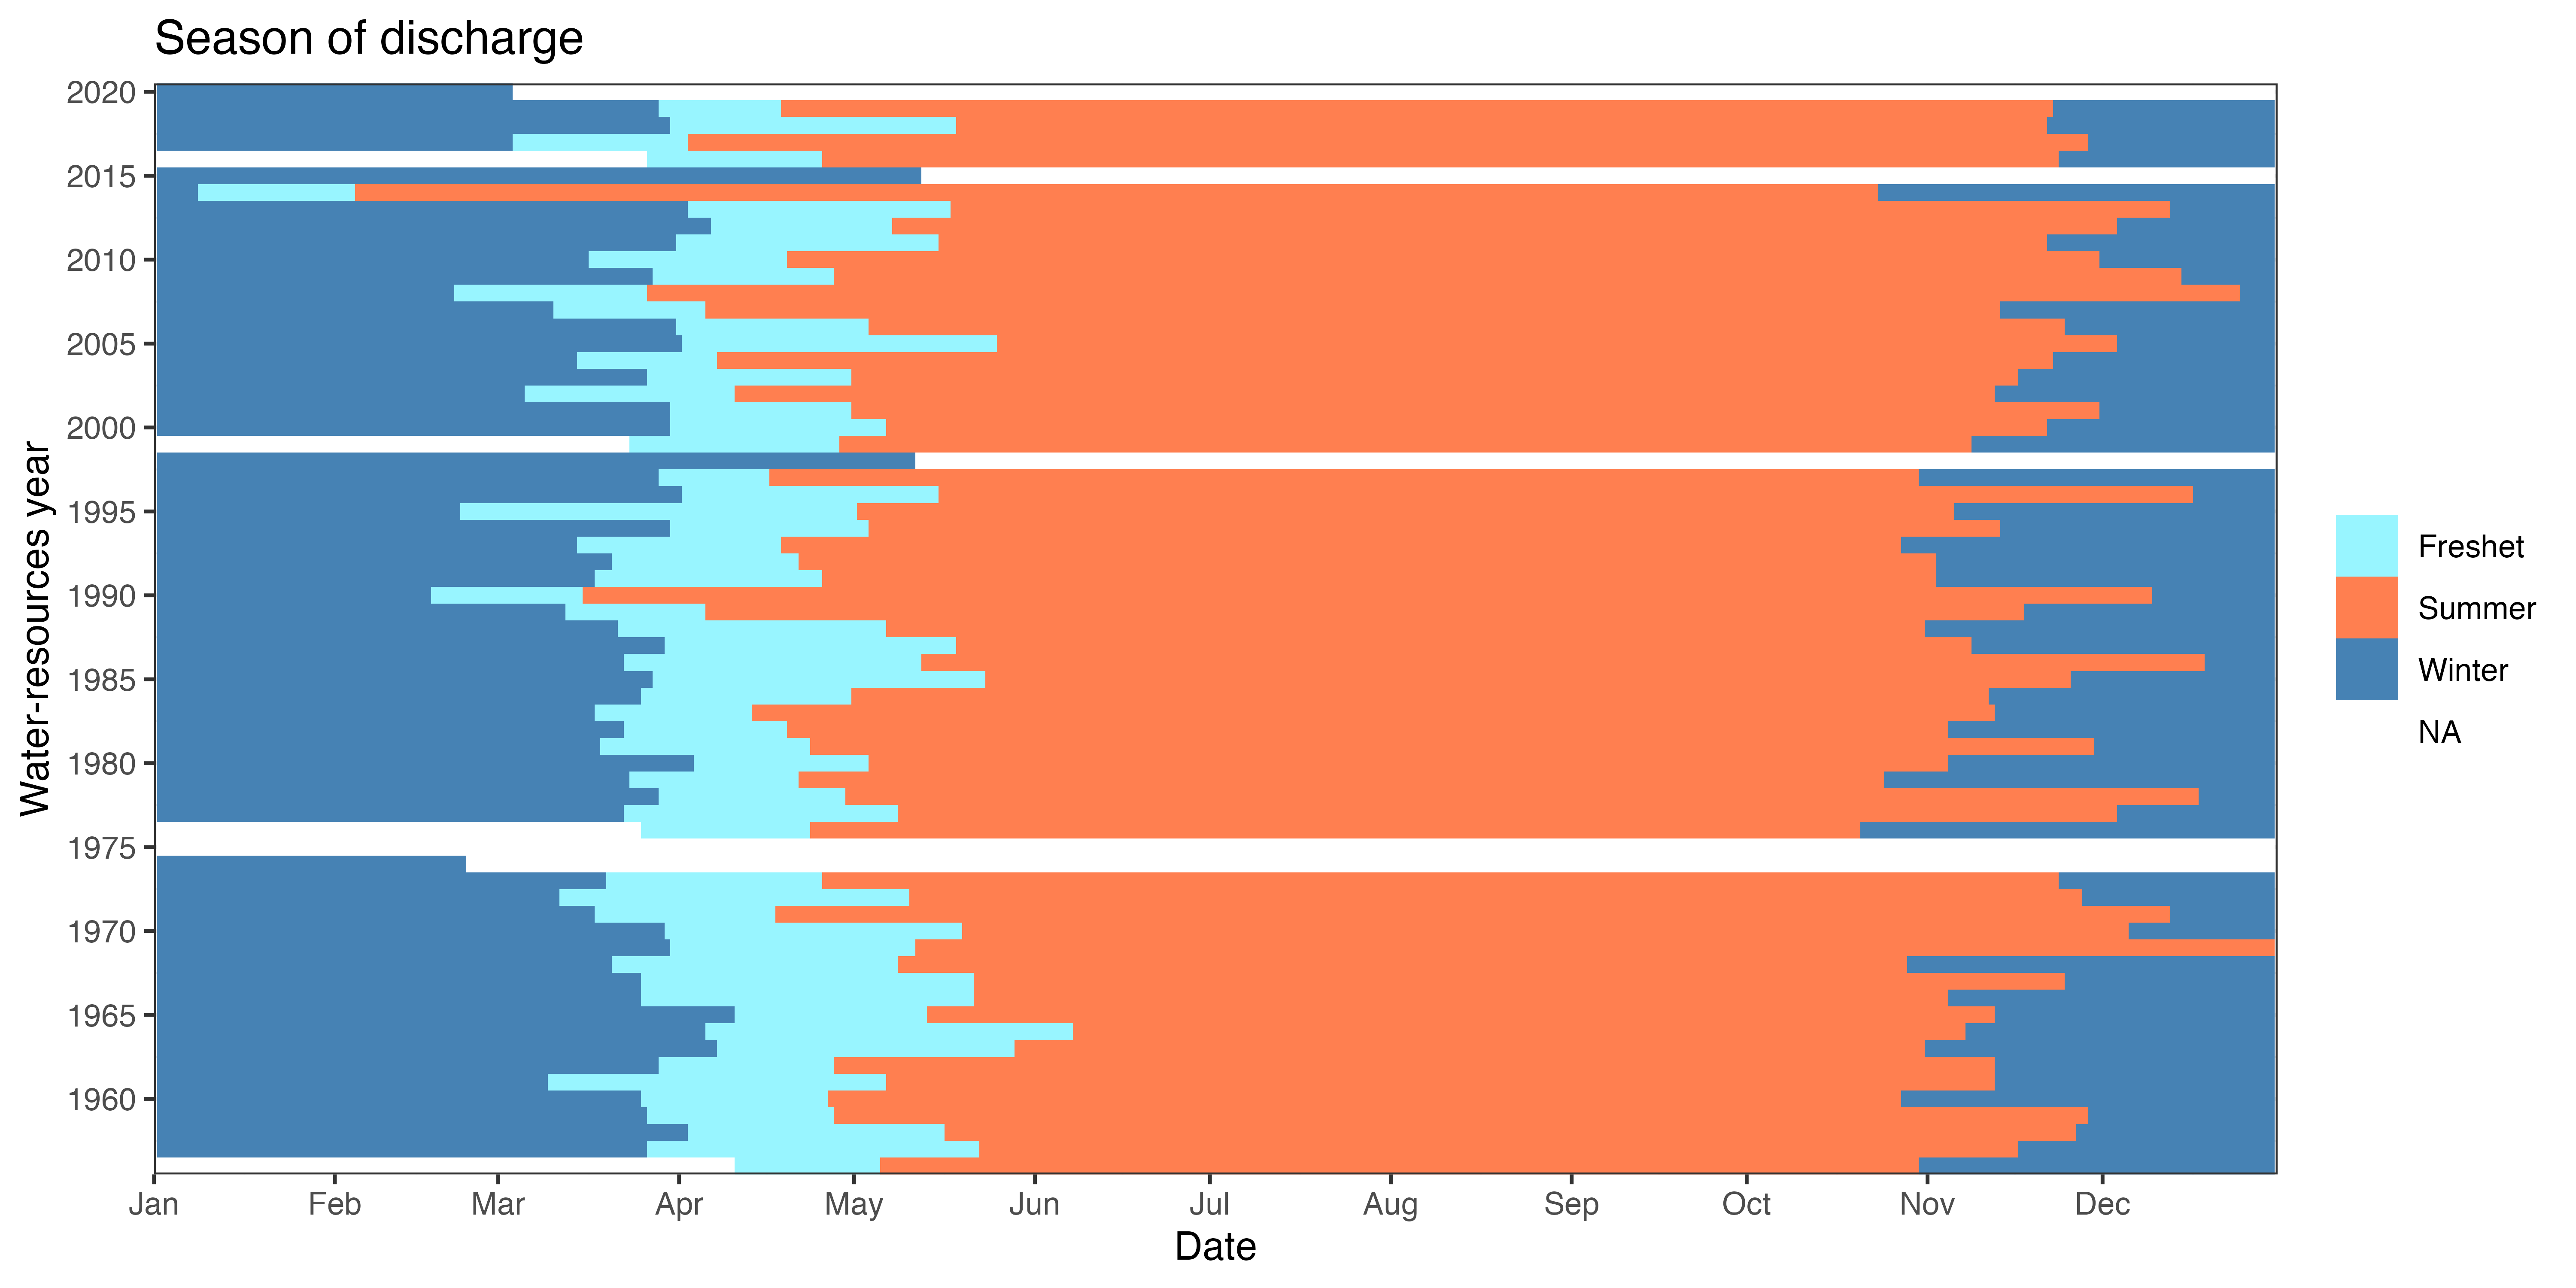 Season of discharge
Water-resources year
2020
2015
2010
2005
2000
1995
1990
1985
1980
1975
1970
1965
1960
Jan Feb Mar Apr May Jun Jul Aug Sep Oct Nov Dec
Date
Freshet
Summer
Winter
NA